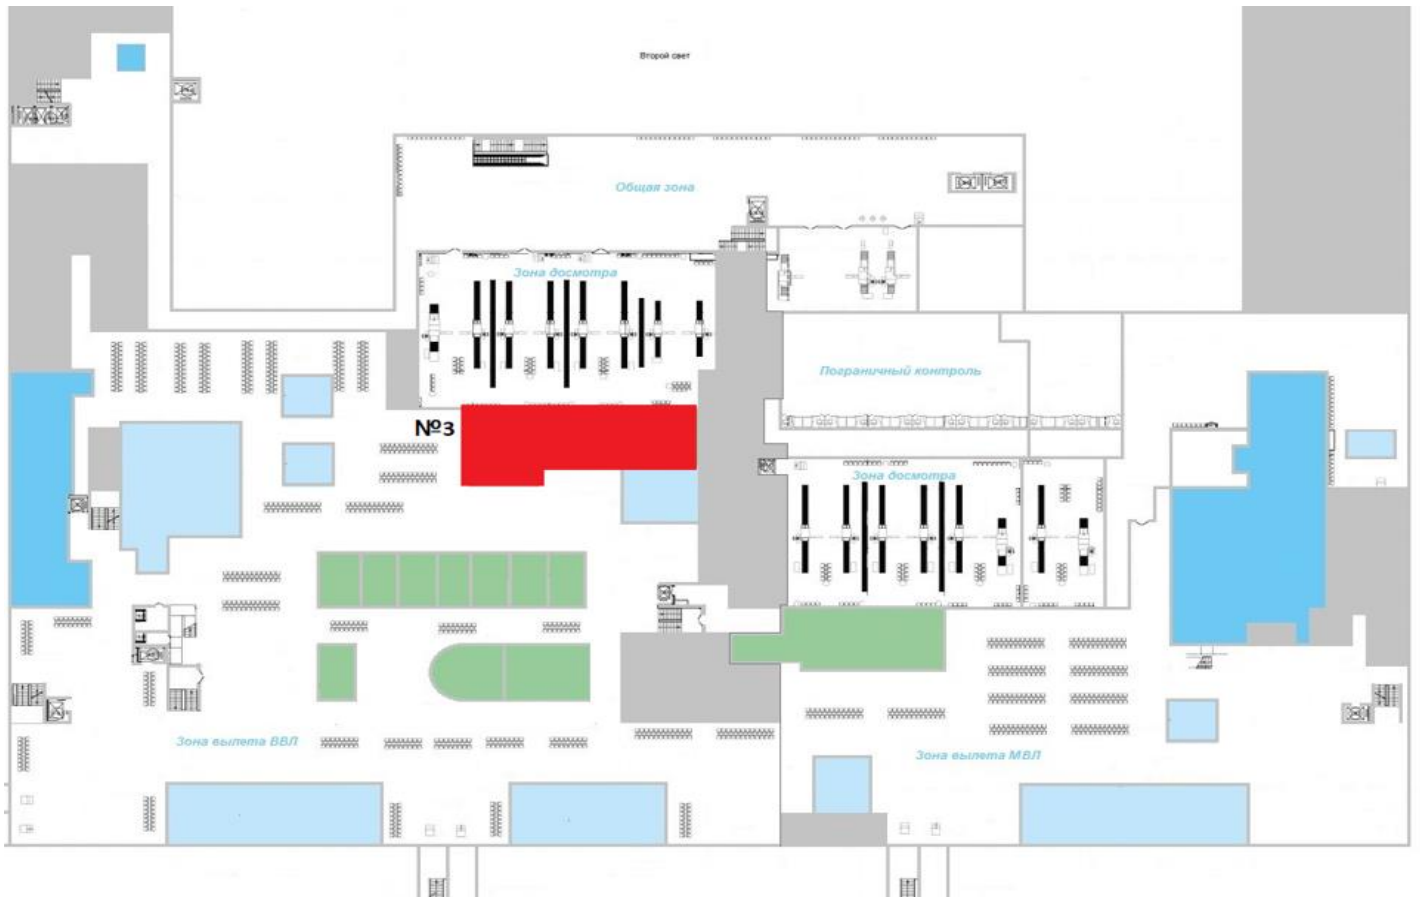 Второй свет
Общая зона
Зона досмотра
Пограничный контроль
№3
Зона досмотра
Зона вылета ВВЛ
Зона вылета МВЛ